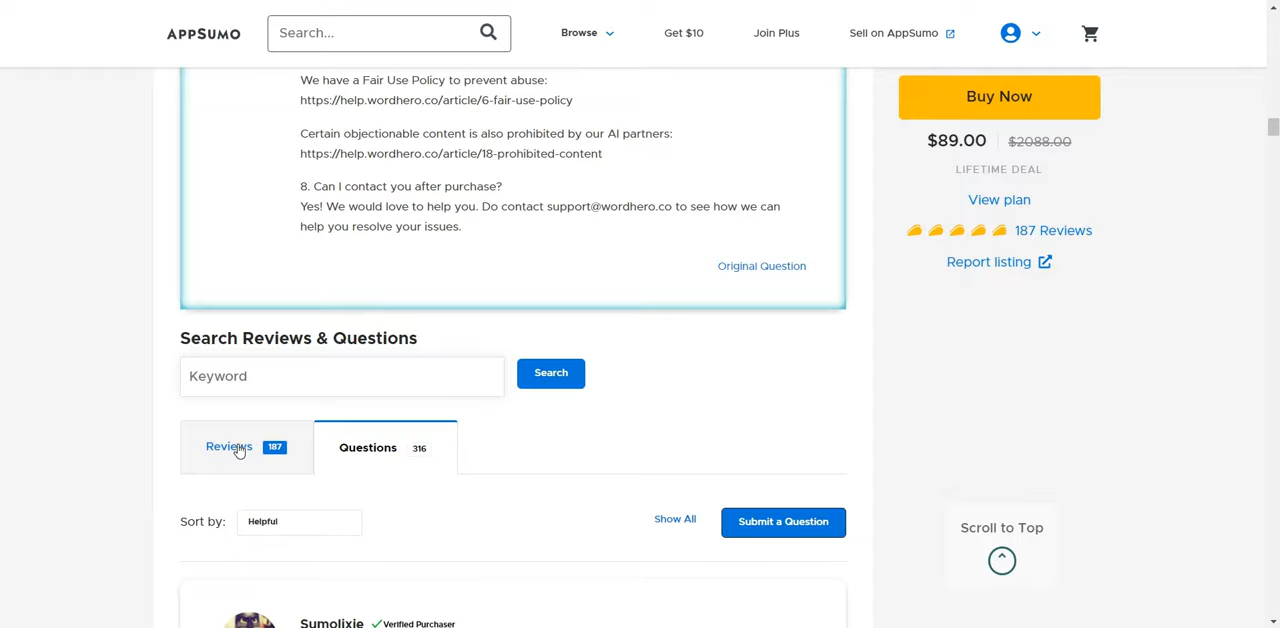 APPSUMO
Search...
Browse
Get $10
Join Plus
Sell on AppSumo
We have a Fair Use Policy to prevent abuse:
https://help.wordhero.co/article/6-fair-use-policy
Certain objectionable content is also prohibited by our AI partners:
https://help.wordhero.co/article/18-prohibited-content
8. Can I contact you after purchase?
Yes! We would love to help you. Do contact support@wordhero.co to see how we can
help you resolve your issues.
Original Question
Buy Now
$89.00 $2088.00
LIFETIME DEAL
View plan
187 Reviews
Report listing
Search Reviews & Questions
Keyword
Search
Reviews 187
Questions 316
Sort by: Helpful
Show All
Submit a Question
Scroll to Top
Sumolixie Verified Purchaser